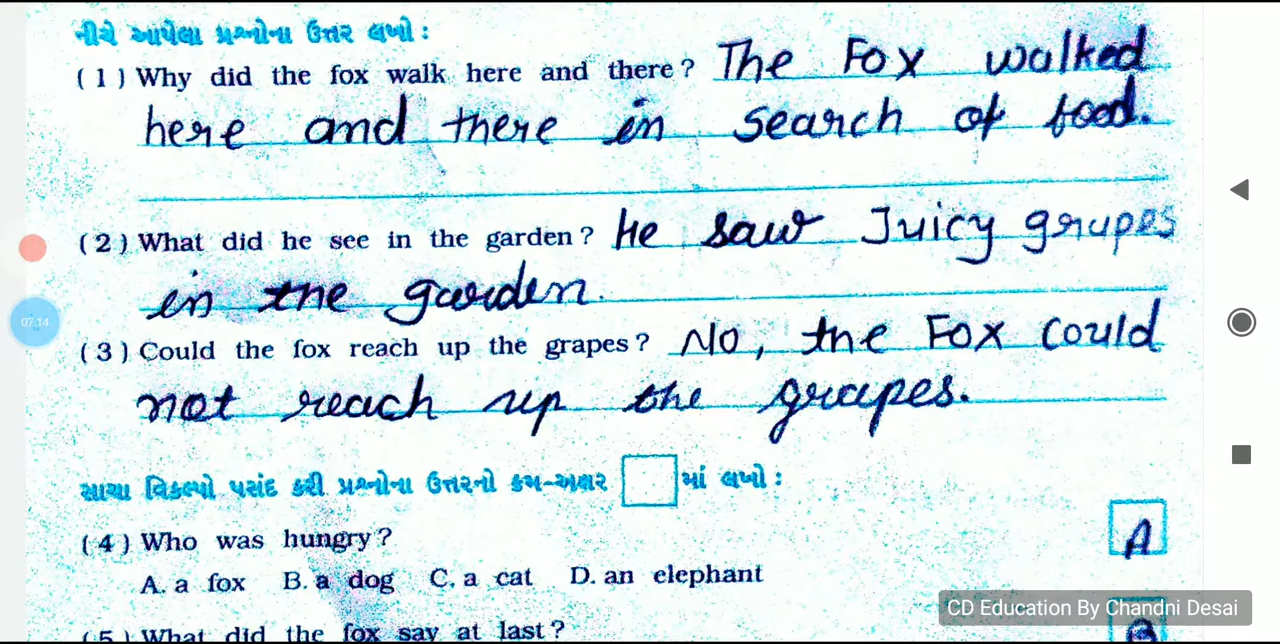 નીચે આપેલા પ્રશ્નોના ઉત્તર લખો :
( 1 ) Why did the fox walk here and there ? The Fox walked
here and there in search of food.
( 2 ) What did he see in the garden ? He saw Juicy grapes
in the garden.
( 3 ) Could the fox reach up the grapes ? No, the Fox Could
not reach up the grapes.
સાચા વિકલ્પો પસંદ કરી પ્રશ્નોના ઉત્તરનો ક્રમ-અક્ષર માં લખો :
( 4 ) Who was hungry ? A
A. a fox B. a dog C. a cat D. an elephant
( 5 ) What did the fox say at last ?
07:14
CD Education By Chandni Desai